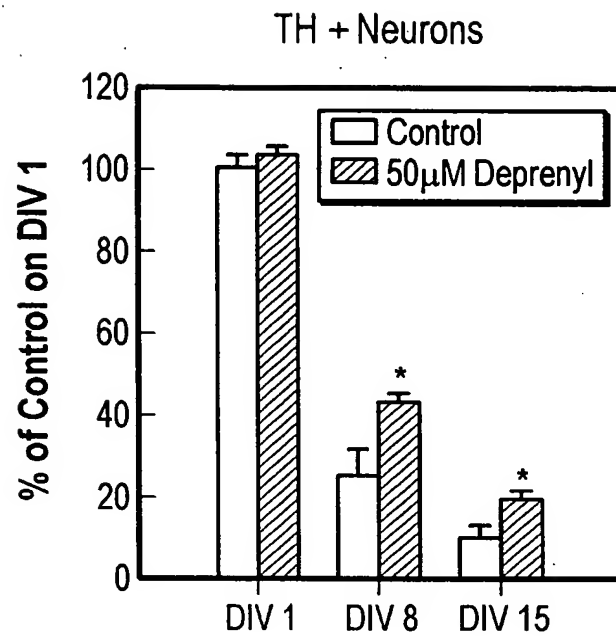 TH + Neurons
% of Control on DIV 1
120
100
80
60
40
20
0
Control
50μM Deprenyl
*
*
DIV 1
DIV 8
DIV 15